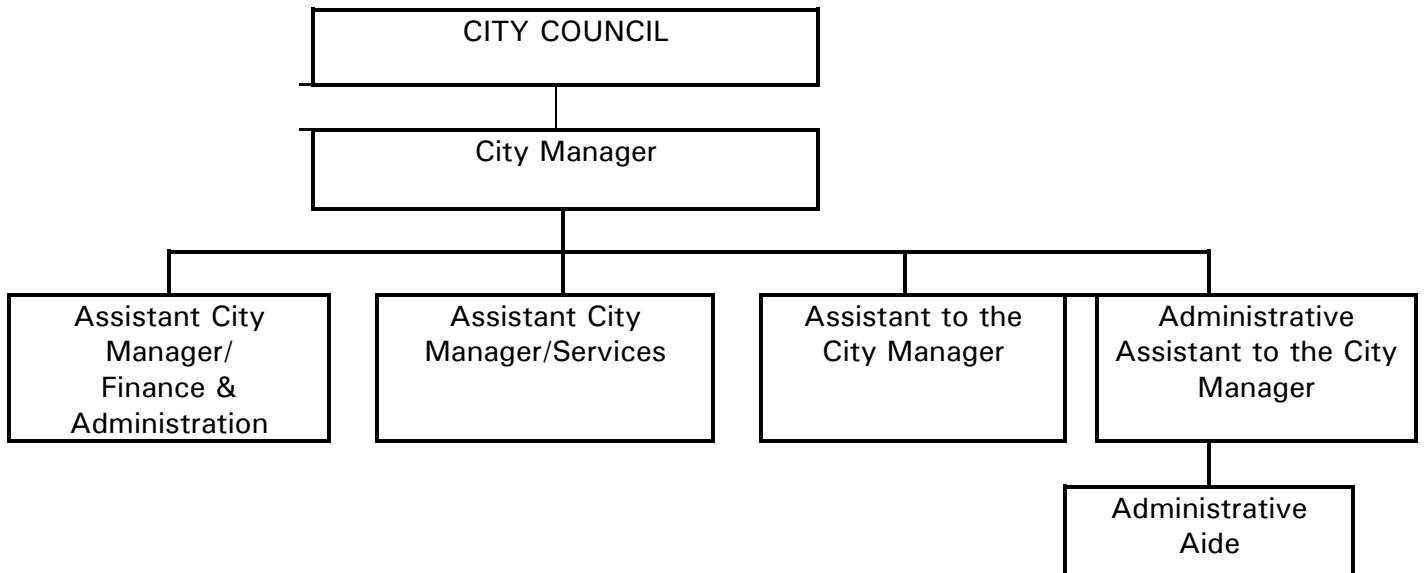 CITY COUNCIL
City Manager
Assistant City
Manager/
Finance &
Administration
Assistant City
Manager/Services
Assistant to the
City Manager
Administrative
Assistant to the City
Manager
Administrative
Aide